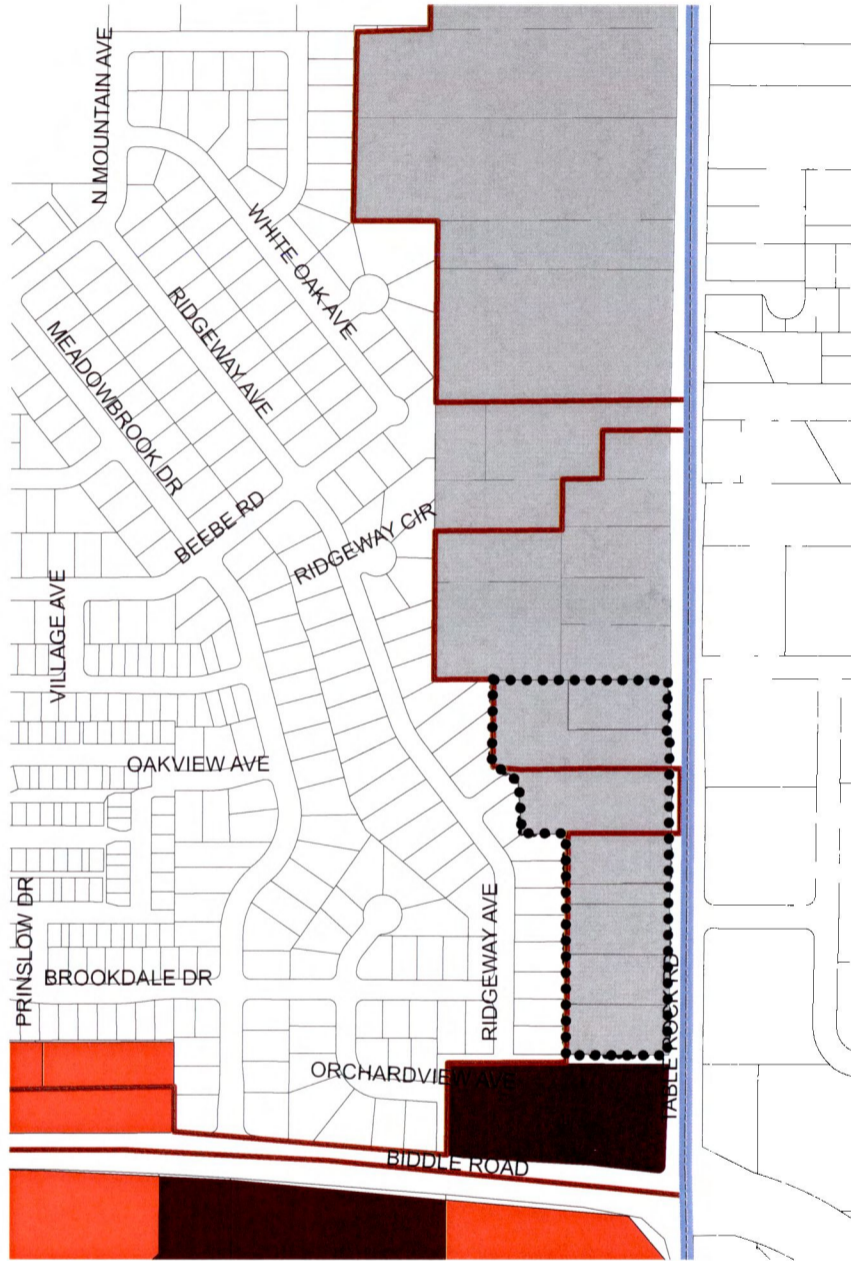 N MOUNTAIN AVE
WHITE OAK AVE
RIDGEWAY AVE
MEADOWBROOK DR
BEEBE RD
RIDGEWAY CIR
VILLAGE AVE
OAKVIEW AVE
PRINSLOW DR
RIDGEWAY AVE
BROOKDALE DR
TABLE ROCK RD
ORCHARDVIEW AVE
BIDDLE ROAD